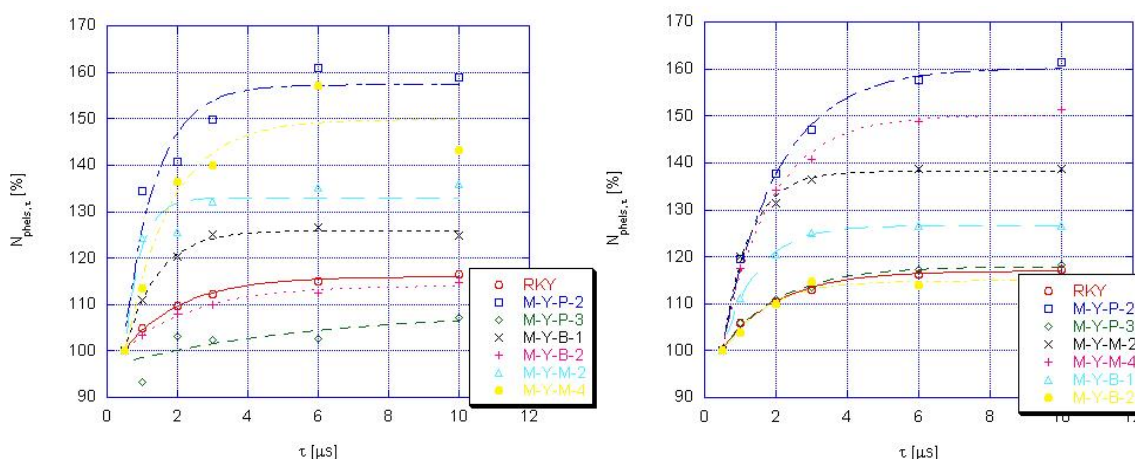 170
160
150
140
130
120
110
100
90
0
2
4
6
8
10
12
N_phels,τ [%]
τ [µs]
RKY
M-Y-P-2
M-Y-P-3
M-Y-B-1
M-Y-B-2
M-Y-M-2
M-Y-M-4
170
160
150
140
130
120
110
100
90
0
2
4
6
8
10
12
N_phels,τ [%]
τ [µs]
RKY
M-Y-P-2
M-Y-P-3
M-Y-M-2
M-Y-M-4
M-Y-B-1
M-Y-B-2